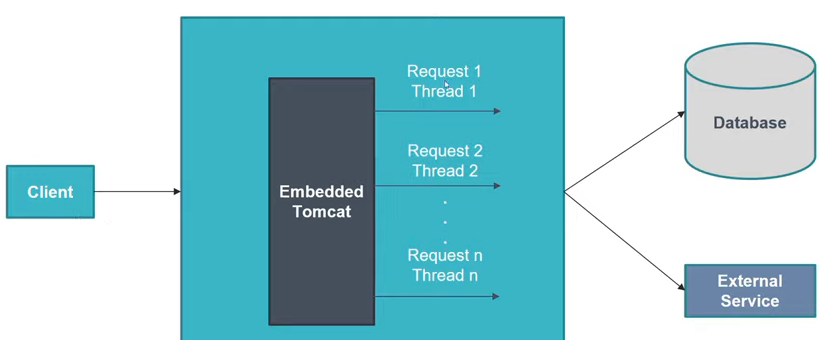 Client
Embedded
Tomcat
Request 1
Thread 1
Request 2
Thread 2
.
.
.
Request n
Thread n
Database
External
Service